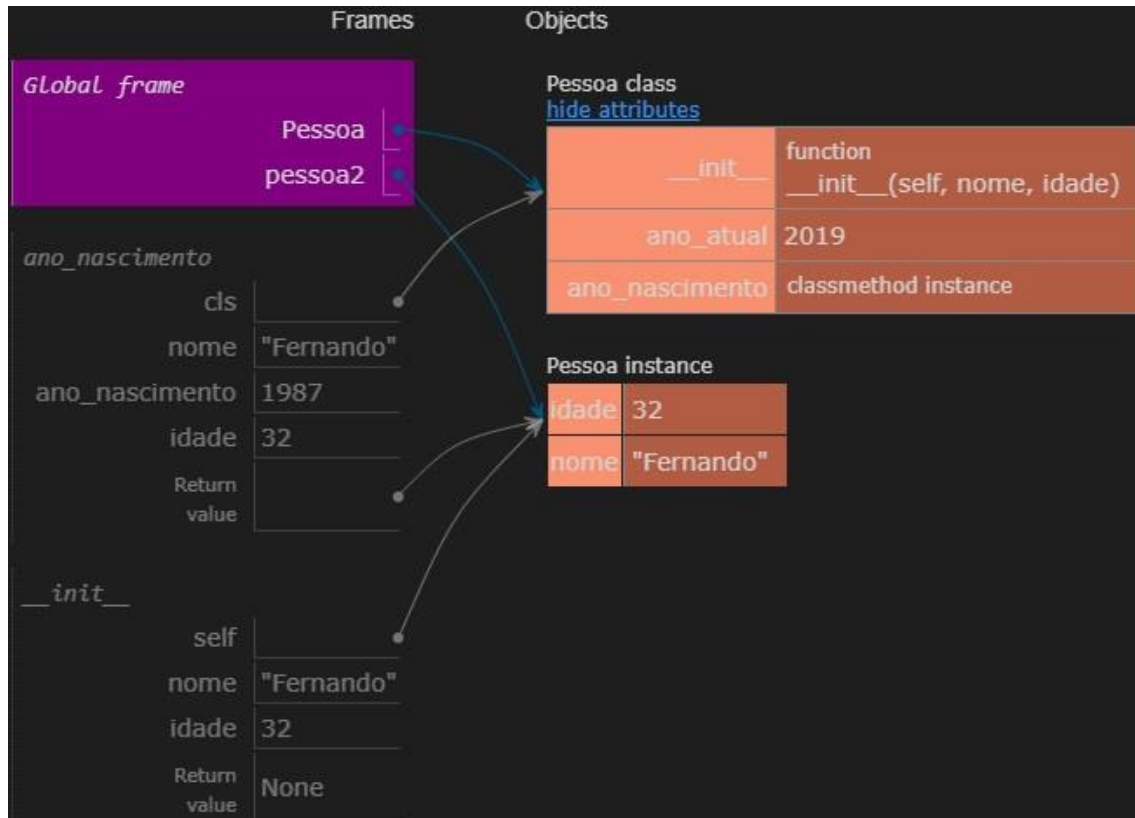 Frames Objects
Global frame
Pessoa
pessoa2
Pessoa class
hide attributes
__init__ function
__init__(self, nome, idade)
ano_atual 2019
ano_nascimento classmethod instance
ano_nascimento
cls
nome "Fernando"
ano_nascimento 1987
idade 32
Return
value
Pessoa instance
idade 32
nome "Fernando"
__init__
self
nome "Fernando"
idade 32
Return
value None